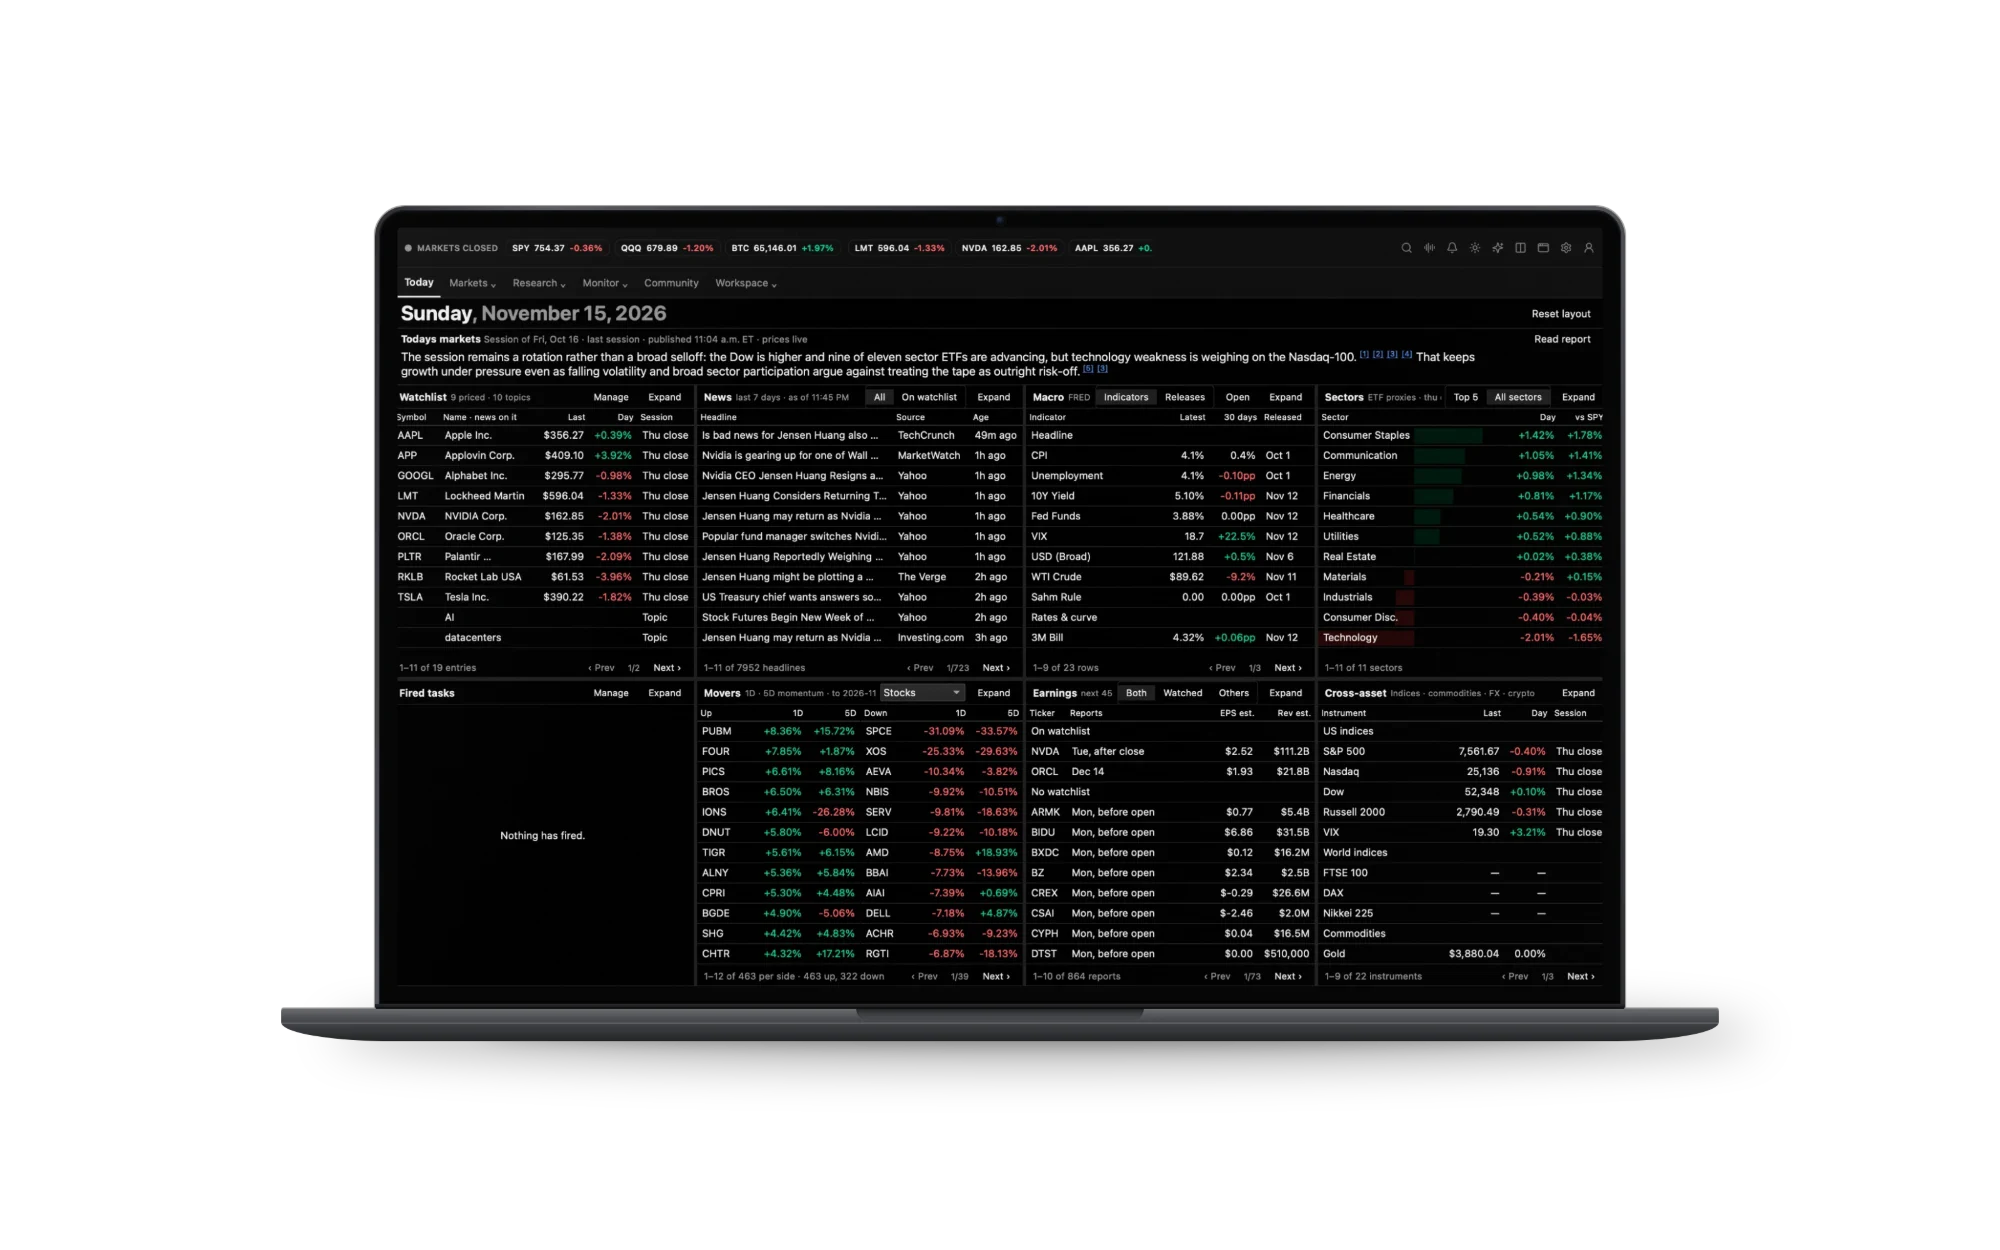 MARKETS CLOSED SPY 754.37 -0.36% QQQ 679.89 -1.20% BTC 65,146.01 +1.97% LMT 596.04 -1.33% NVDA 162.85 -2.01% AAPL 356.27 +0.
Today Markets Research Monitor Community Workspace
Sunday, November 15, 2026 Reset layout
Todays markets Session of Fri, Oct 16 · last session · published 11:04 a.m. ET · prices live Read report
The session remains a rotation rather than a broad selloff: the Dow is higher and nine of eleven sector ETFs are advancing, but technology weakness is weighing on the Nasdaq-100. [1] [2] [3] [4] That keeps
growth under pressure even as falling volatility and broad sector participation argue against treating the tape as outright risk-off. [5] [3]
Watchlist 9 priced · 10 topics Manage Expand
Symbol Name · news on it Last Day Session
AAPL Apple Inc. $356.27 +0.39% Thu close
APP Applovin Corp. $409.10 +3.92% Thu close
GOOGL Alphabet Inc. $295.77 -0.98% Thu close
LMT Lockheed Martin $596.04 -1.33% Thu close
NVDA NVIDIA Corp. $162.85 -2.01% Thu close
ORCL Oracle Corp. $125.35 -1.38% Thu close
PLTR Palantir ... $167.99 -2.09% Thu close
RKLB Rocket Lab USA $61.53 -3.96% Thu close
TSLA Tesla Inc. $390.22 -1.82% Thu close
AI Topic
datacenters Topic
1–11 of 19 entries ‹ Prev 1/2 Next ›
News last 7 days · as of 11:45 PM All On watchlist Expand
Headline Source Age
Is bad news for Jensen Huang also ... TechCrunch 49m ago
Nvidia is gearing up for one of Wall ... MarketWatch 1h ago
Nvidia CEO Jensen Huang Resigns a... Yahoo 1h ago
Jensen Huang Considers Returning T... Yahoo 1h ago
Jensen Huang may return as Nvidia ... Yahoo 1h ago
Popular fund manager switches Nvidi... Yahoo 1h ago
Jensen Huang Reportedly Weighing ... Yahoo 1h ago
Jensen Huang might be plotting a ... The Verge 2h ago
US Treasury chief wants answers so... Yahoo 2h ago
Stock Futures Begin New Week of ... Yahoo 2h ago
Jensen Huang may return as Nvidia ... Investing.com 3h ago
1–11 of 7952 headlines ‹ Prev 1/723 Next ›
Macro FRED Indicators Releases Open Expand
Indicator Latest 30 days Released
Headline
CPI 4.1% 0.4% Oct 1
Unemployment 4.1% -0.10pp Oct 1
10Y Yield 5.10% -0.11pp Nov 12
Fed Funds 3.88% 0.00pp Nov 12
VIX 18.7 +22.5% Nov 12
USD (Broad) 121.88 +0.5% Nov 6
WTI Crude $89.62 -9.2% Nov 11
Sahm Rule 0.00 0.00pp Oct 1
Rates & curve
3M Bill 4.32% +0.06pp Nov 12
1–9 of 23 rows ‹ Prev 1/3 Next ›
Sectors ETF proxies · thu Top 5 All sectors Expand
Sector Day vs SPY
Consumer Staples +1.42% +1.78%
Communication +1.05% +1.41%
Energy +0.98% +1.34%
Financials +0.81% +1.17%
Healthcare +0.54% +0.90%
Utilities +0.52% +0.88%
Real Estate +0.02% +0.38%
Materials -0.21% +0.15%
Industrials -0.39% -0.03%
Consumer Disc. -0.40% -0.04%
Technology -2.01% -1.65%
1–11 of 11 sectors
Fired tasks Manage Expand
Nothing has fired.
Movers 1D · 5D momentum · to 2026-11 Stocks Expand
Up 1D 5D Down 1D 5D
PUBM +8.36% +15.72% SPCE -31.09% -33.57%
FOUR +7.85% +1.87% XOS -25.33% -29.63%
PICS +6.61% +8.16% AEVA -10.34% -3.82%
BROS +6.50% +6.31% NBIS -9.92% -10.51%
IONS +6.41% -26.28% SERV -9.81% -18.63%
DNUT +5.80% -6.00% LCID -9.22% -10.18%
TIGR +5.61% +6.15% AMD -8.75% +18.93%
ALNY +5.36% +5.84% BBAI -7.73% -13.96%
CPRI +5.30% +4.48% AIAI -7.39% +0.69%
BGDE +4.90% -5.06% DELL -7.18% +4.87%
SHG +4.42% +4.83% ACHR -6.93% -9.23%
CHTR +4.32% +17.21% RGTI -6.87% -18.13%
1–12 of 463 per side · 463 up, 322 down ‹ Prev 1/39 Next ›
Earnings next 45 Both Watched Others Expand
Ticker Reports EPS est. Rev est.
On watchlist
NVDA Tue, after close $2.52 $111.2B
ORCL Dec 14 $1.93 $21.8B
No watchlist
ARMK Mon, before open $0.77 $5.4B
BIDU Mon, before open $6.86 $31.5B
BXDC Mon, before open $0.12 $16.2M
BZ Mon, before open $2.34 $2.5B
CREX Mon, before open $-0.29 $26.6M
CSAI Mon, before open $-2.46 $2.0M
CYPH Mon, before open $0.04 $16.5M
DTST Mon, before open $0.00 $510,000
1–10 of 864 reports ‹ Prev 1/73 Next ›
Cross-asset Indices · commodities · FX · crypto Expand
Instrument Last Day Session
US indices
S&P 500 7,561.67 -0.40% Thu close
Nasdaq 25,136 -0.91% Thu close
Dow 52,348 +0.10% Thu close
Russell 2000 2,790.49 -0.31% Thu close
VIX 19.30 +3.21% Thu close
World indices
FTSE 100 — —
DAX — —
Nikkei 225 — —
Commodities
Gold $3,880.04 0.00%
1–9 of 22 instruments ‹ Prev 1/3 Next ›